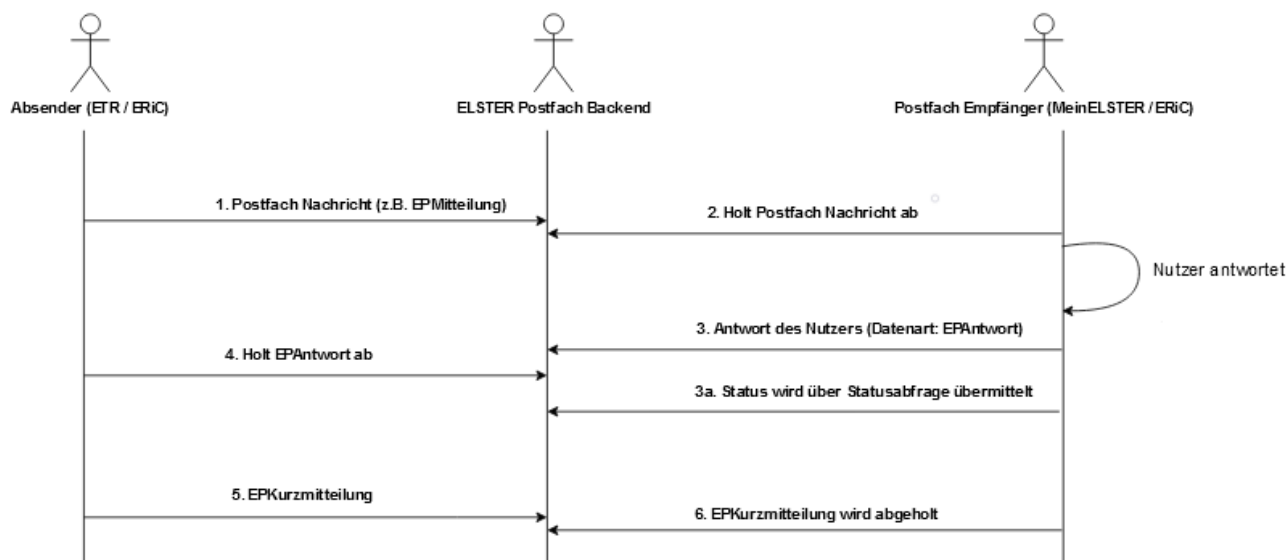 Absender (ETR / ERiC)
ELSTER Postfach Backend
Postfach Empfänger (MeinELSTER / ERiC)
1. Postfach Nachricht (z.B. EPMitteilung)
2. Holt Postfach Nachricht ab
Nutzer antwortet
3. Antwort des Nutzers (Datenart: EPAntwort)
4. Holt EPAntwort ab
3a. Status wird über Statusabfrage übermittelt
5. EPKurzmitteilung
6. EPKurzmitteilung wird abgeholt